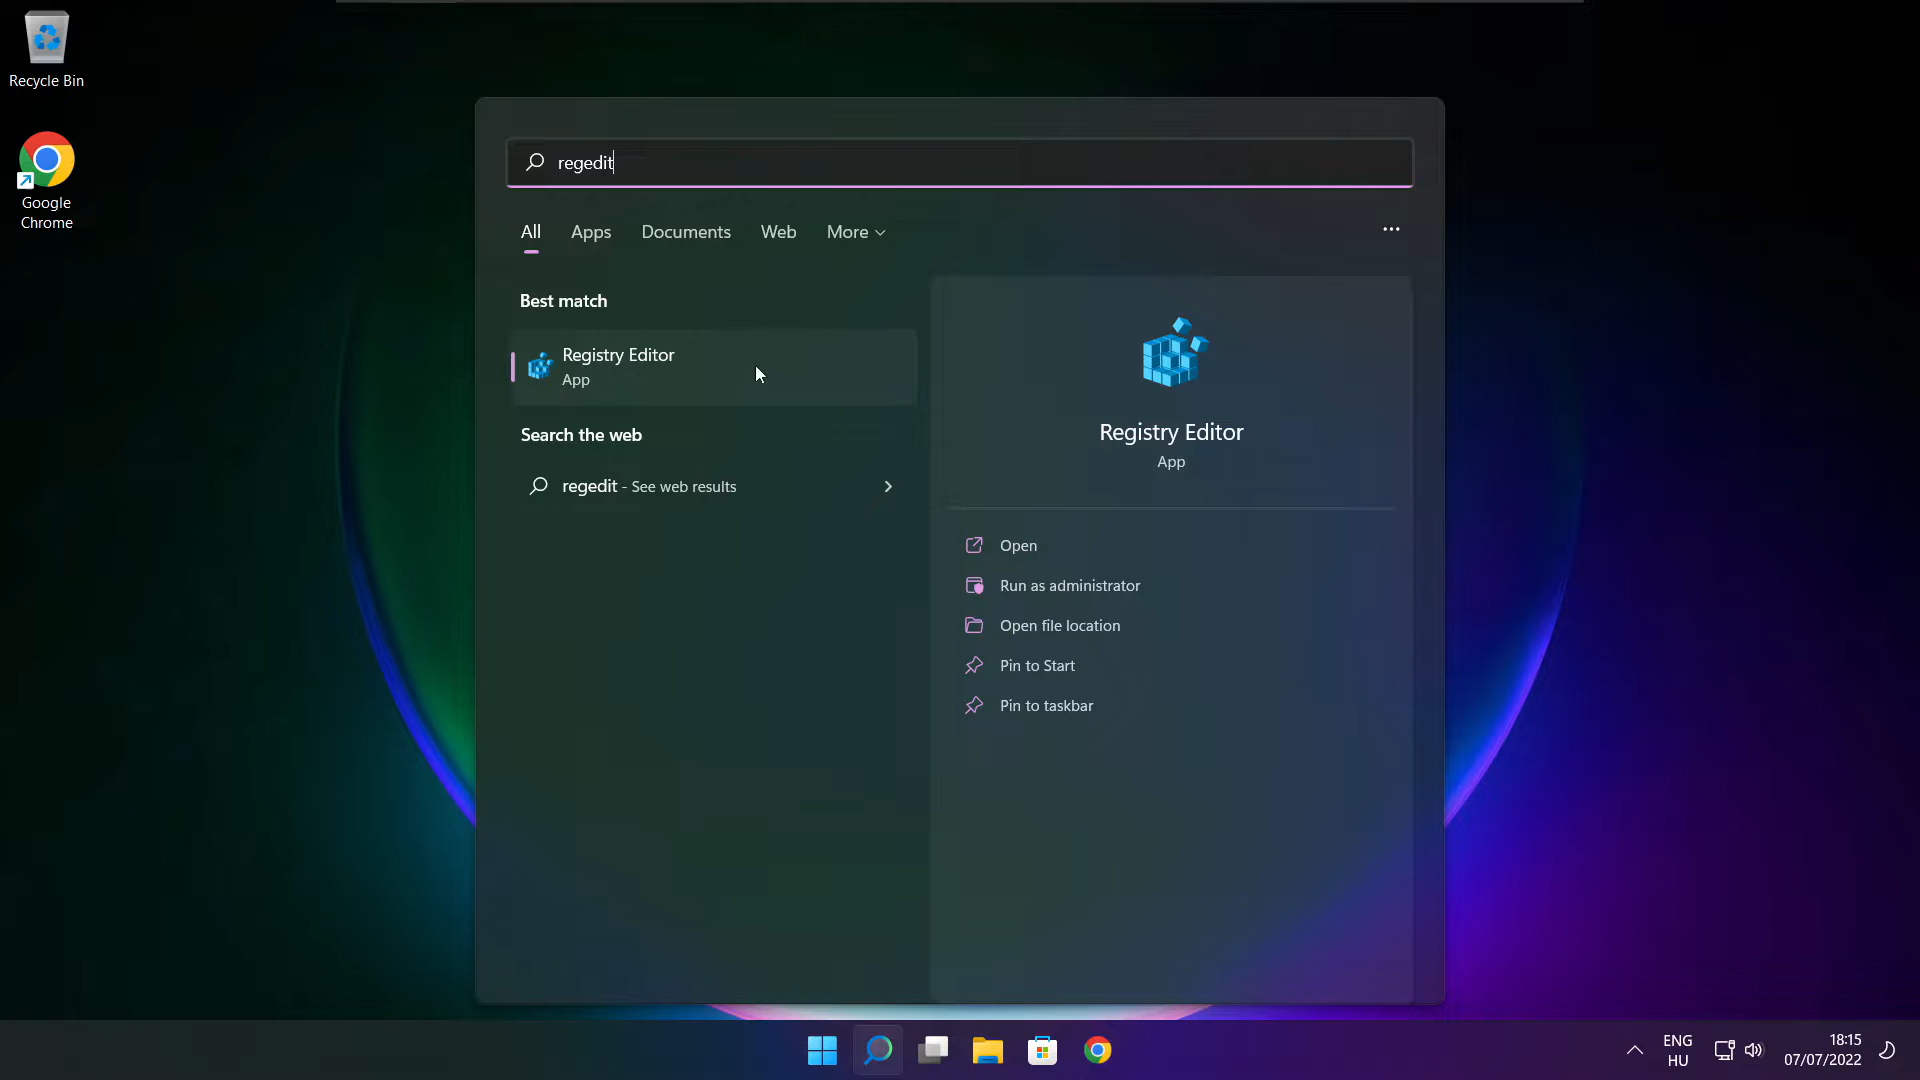 Recycle Bin
Google
Chrome
regedit
All Apps Documents Web More
Best match
Registry Editor
App
Search the web
regedit - See web results
Registry Editor
App
Open
Run as administrator
Open file location
Pin to Start
Pin to taskbar
ENG
HU
18:15
07/07/2022